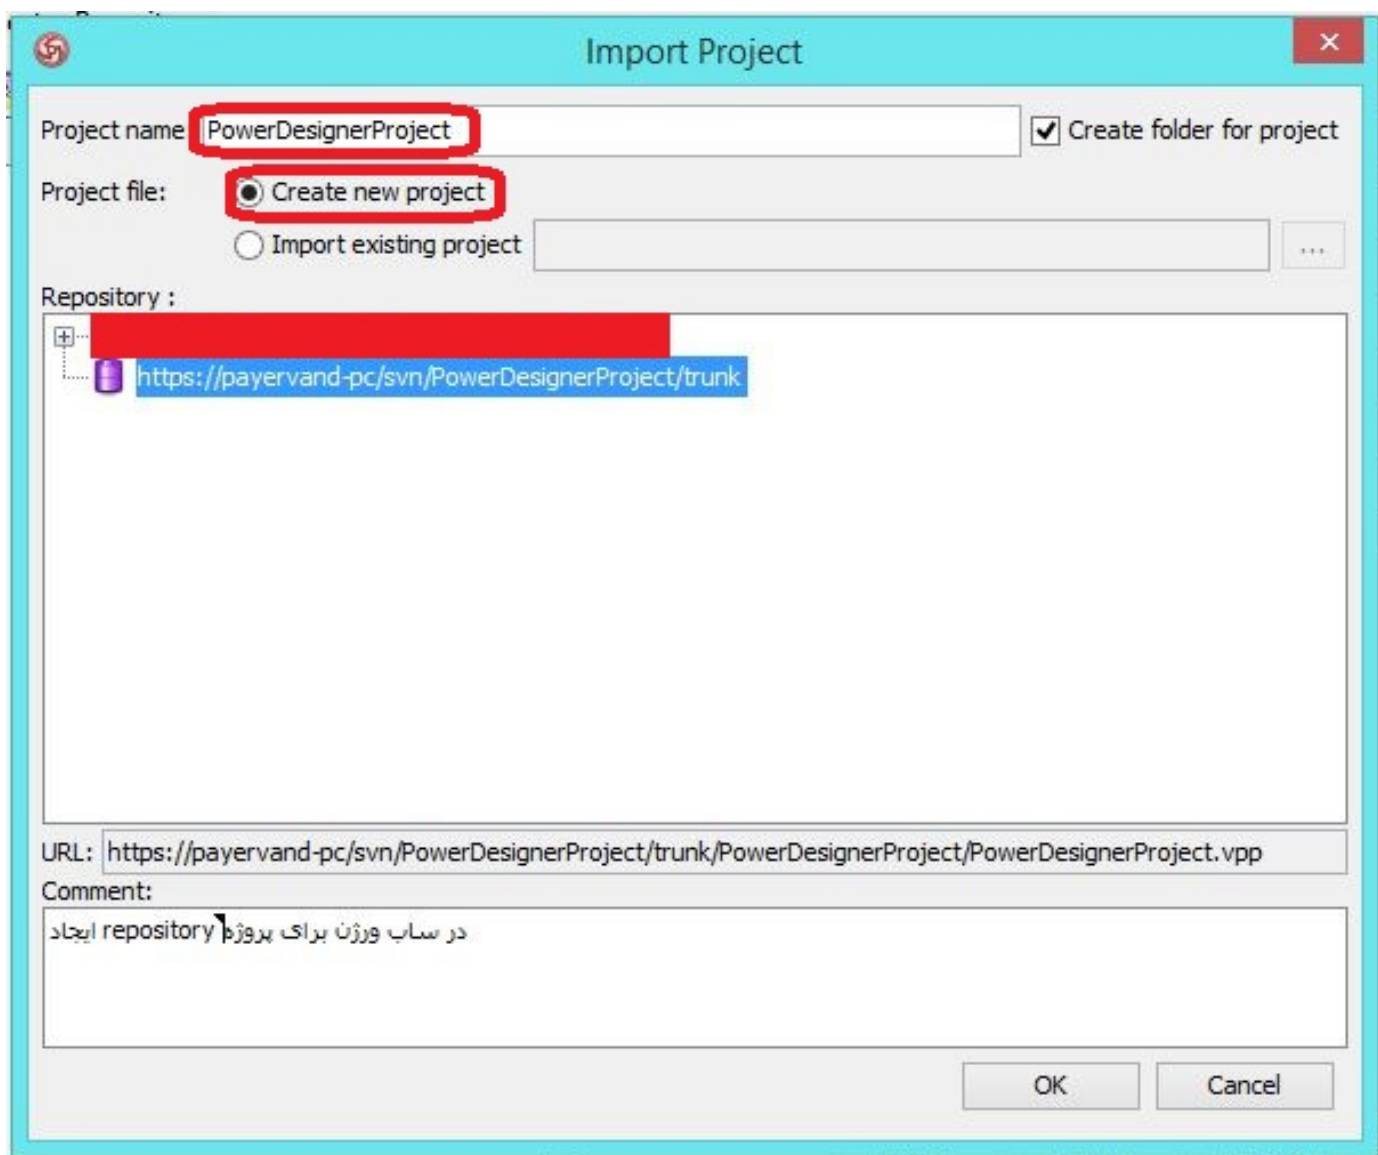 Import Project
Project name PowerDesignerProject Create folder for project
Project file: Create new project
Import existing project ...
Repository :
https://payervand-pc/svn/PowerDesignerProject/trunk
URL: https://payervand-pc/svn/PowerDesignerProject/trunk/PowerDesignerProject/PowerDesignerProject.vpp
Comment:
ایجاد repository در ساب ورژن برای پروژه
OK Cancel